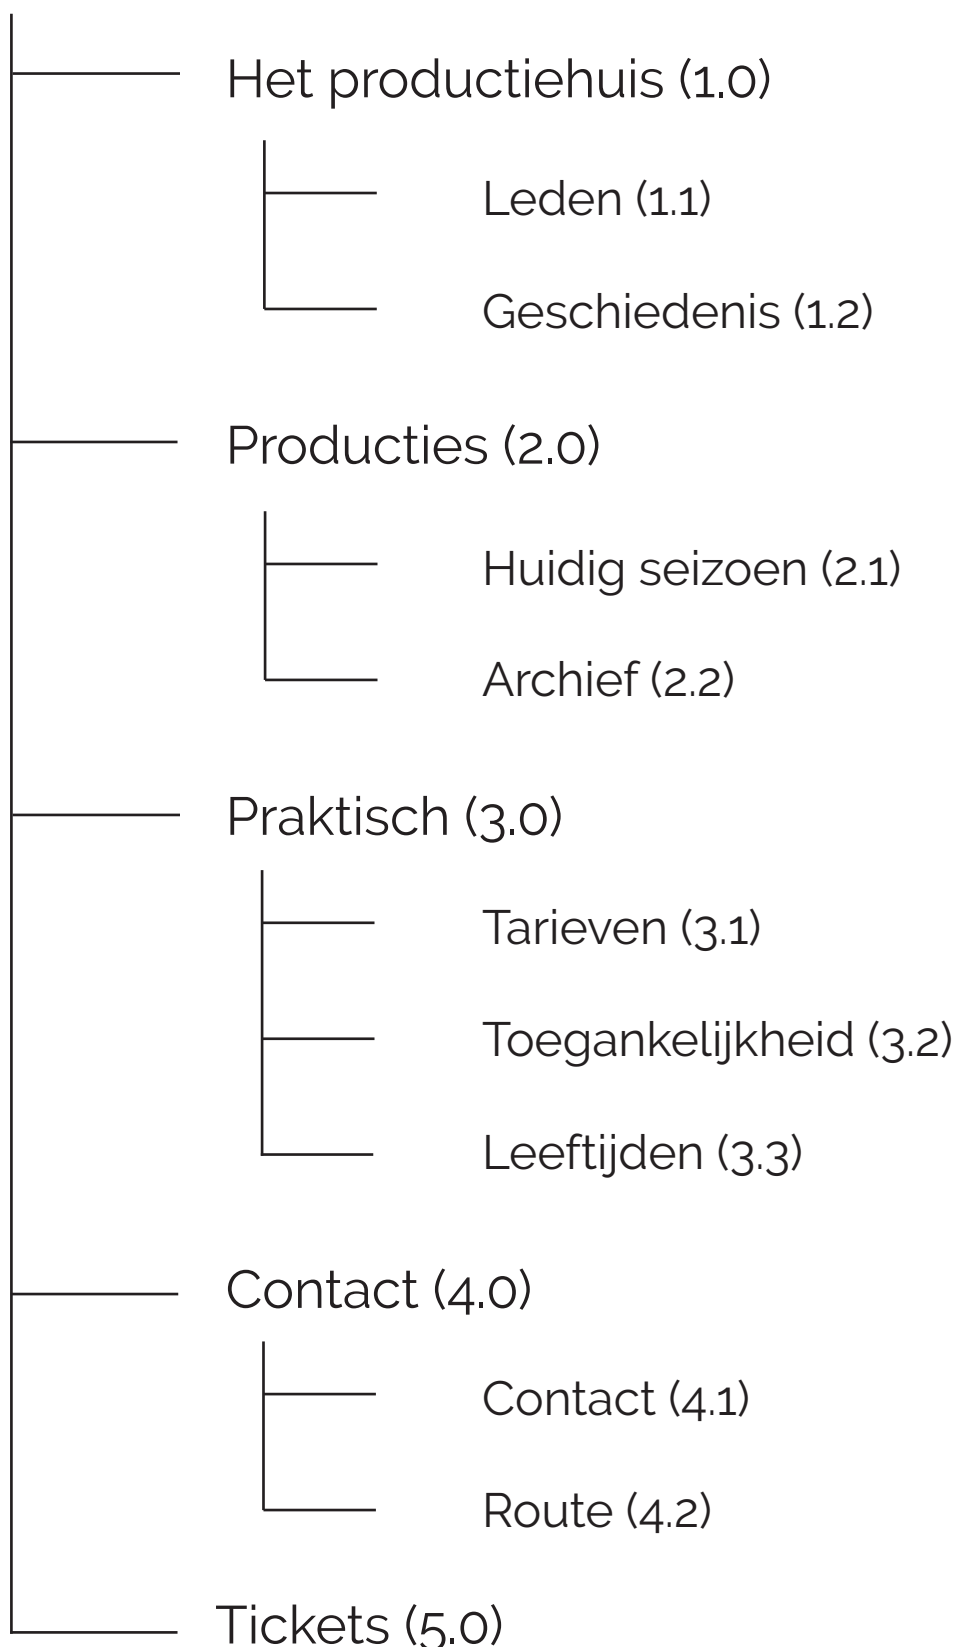 Het productiehuis (1.0)
Leden (1.1)
Geschiedenis (1.2)
Producties (2.0)
Huidig seizoen (2.1)
Archief (2.2)
Praktisch (3.0)
Tarieven (3.1)
Toegankelijkheid (3.2)
Leeftijden (3.3)
Contact (4.0)
Contact (4.1)
Route (4.2)
Tickets (5.0)